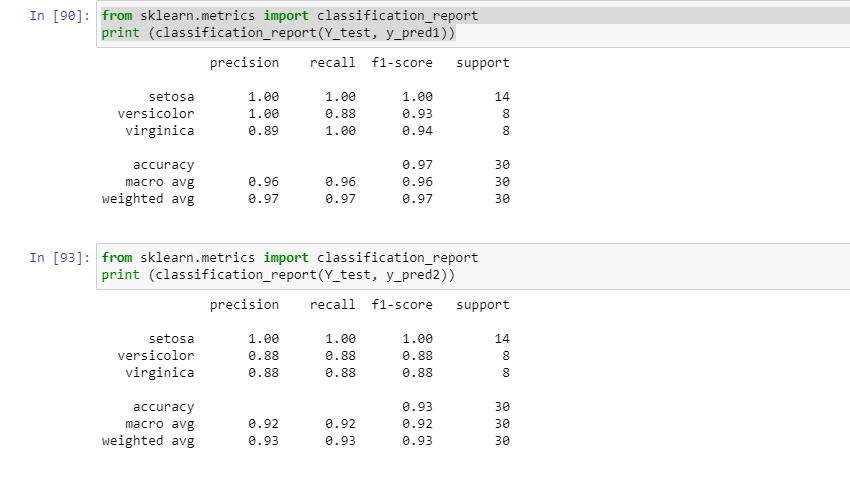 In [90]: from sklearn.metrics import classification_report
print (classification_report(Y_test, y_pred1))
precision recall f1-score support
setosa 1.00 1.00 1.00 14
versicolor 1.00 0.88 0.93 8
virginica 0.89 1.00 0.94 8
accuracy 0.97 30
macro avg 0.96 0.96 0.96 30
weighted avg 0.97 0.97 0.97 30
In [93]: from sklearn.metrics import classification_report
print (classification_report(Y_test, y_pred2))
precision recall f1-score support
setosa 1.00 1.00 1.00 14
versicolor 0.88 0.88 0.88 8
virginica 0.88 0.88 0.88 8
accuracy 0.93 30
macro avg 0.92 0.92 0.92 30
weighted avg 0.93 0.93 0.93 30